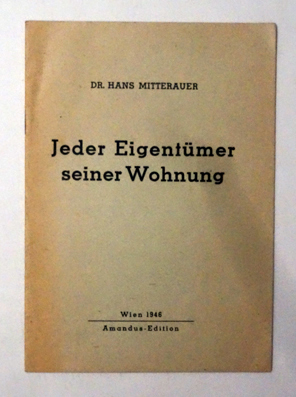 DR. HANS MITTERAUER
Jeder Eigentümer
seiner Wohnung
Wien 1946
Amandus-Edition